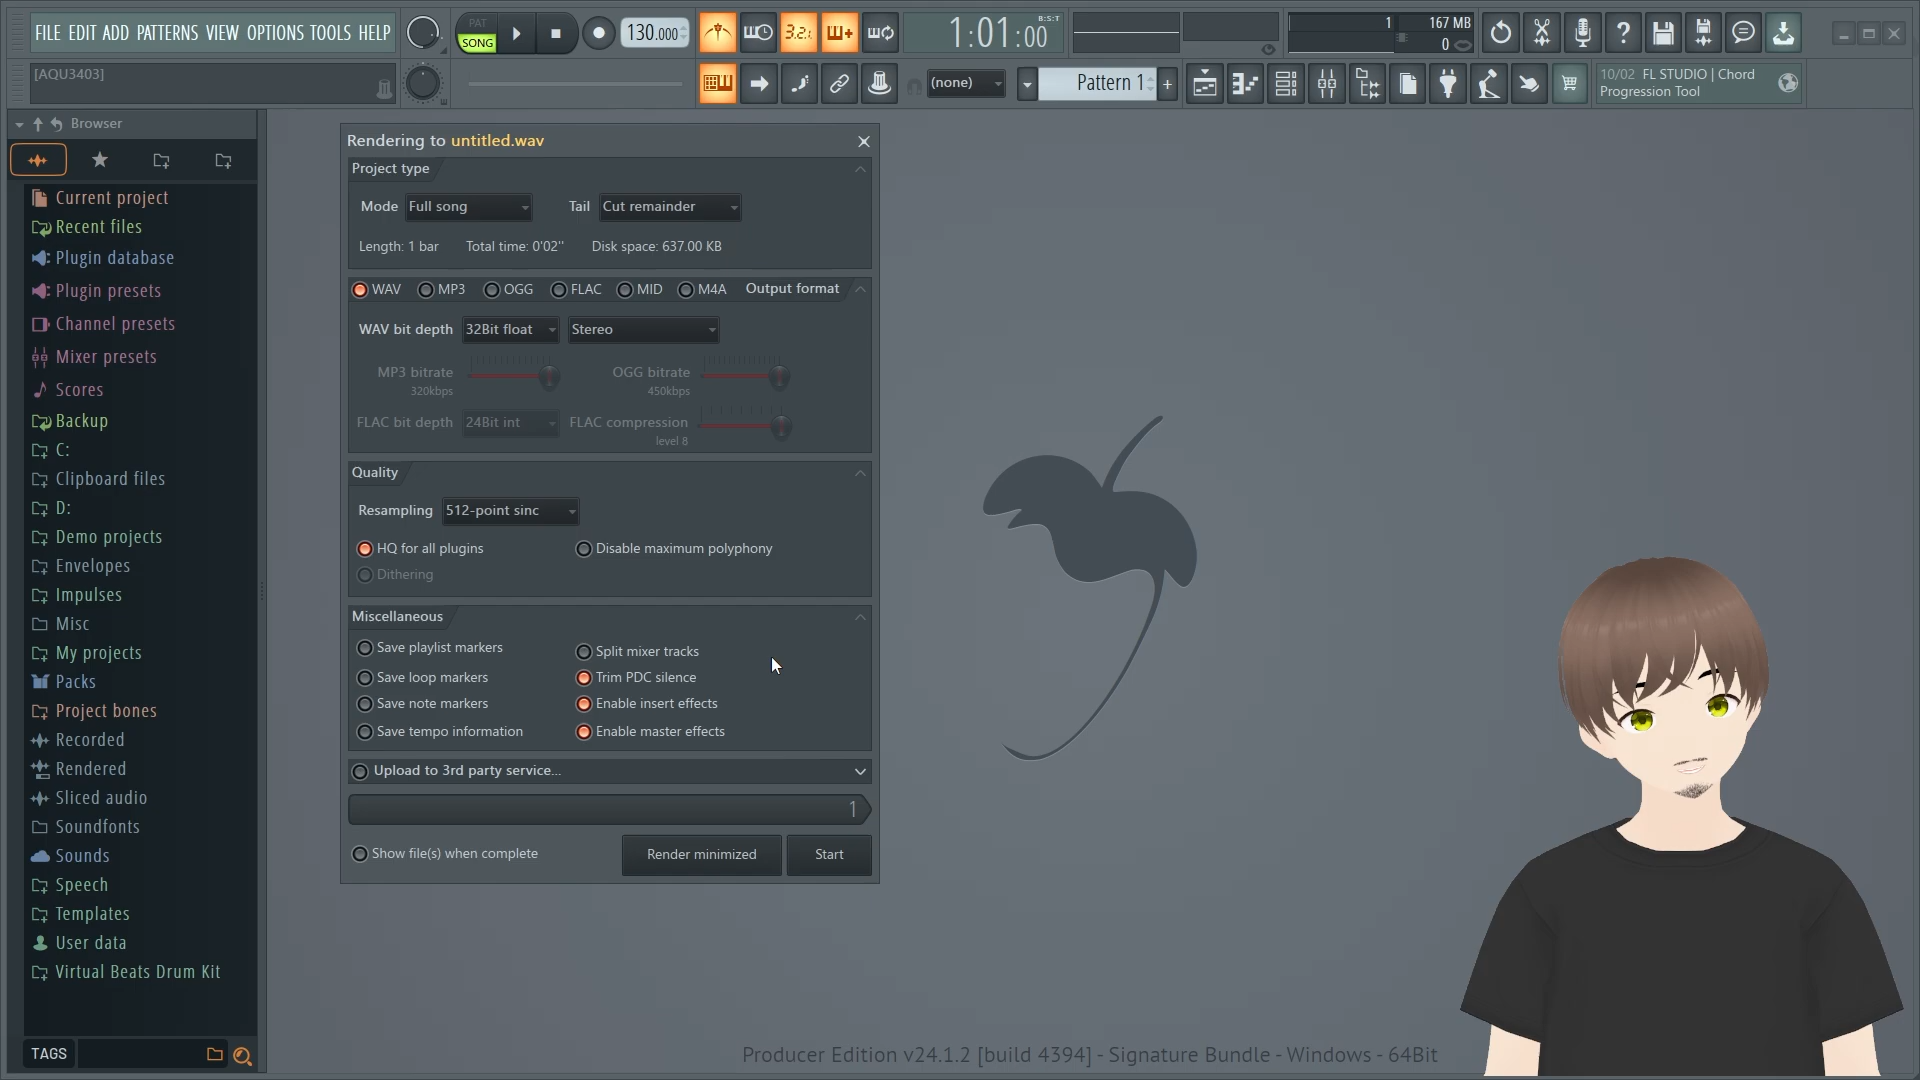 FILE EDIT ADD PATTERNS VIEW OPTIONS TOOLS HELP
PAT
SONG
130.000
3.2.
1:01:00
B:S:T
1
167 MB
0
[AQU3403]
(none)
Pattern 1
+
10/02 FL STUDIO | Chord
Progression Tool
Browser
Current project
Recent files
Plugin database
Plugin presets
Channel presets
Mixer presets
Scores
Backup
C:
Clipboard files
D:
Demo projects
Envelopes
Impulses
Misc
My projects
Packs
Project bones
Recorded
Rendered
Sliced audio
Soundfonts
Sounds
Speech
Templates
User data
Virtual Beats Drum Kit
TAGS
Rendering to untitled.wav
Project type
Mode Full song Tail Cut remainder
Length: 1 bar Total time: 0'02'' Disk space: 637.00 KB
WAV MP3 OGG FLAC MID M4A Output format
WAV bit depth 32Bit float Stereo
MP3 bitrate OGG bitrate
320kbps 450kbps
FLAC bit depth 24Bit int FLAC compression
level 8
Quality
Resampling 512-point sinc
HQ for all plugins Disable maximum polyphony
Dithering
Miscellaneous
Save playlist markers Split mixer tracks
Save loop markers Trim PDC silence
Save note markers Enable insert effects
Save tempo information Enable master effects
Upload to 3rd party service...
1
Show file(s) when complete Render minimized Start
Producer Edition v24.1.2 [build 4394] - Signature Bundle - Windows - 64Bit